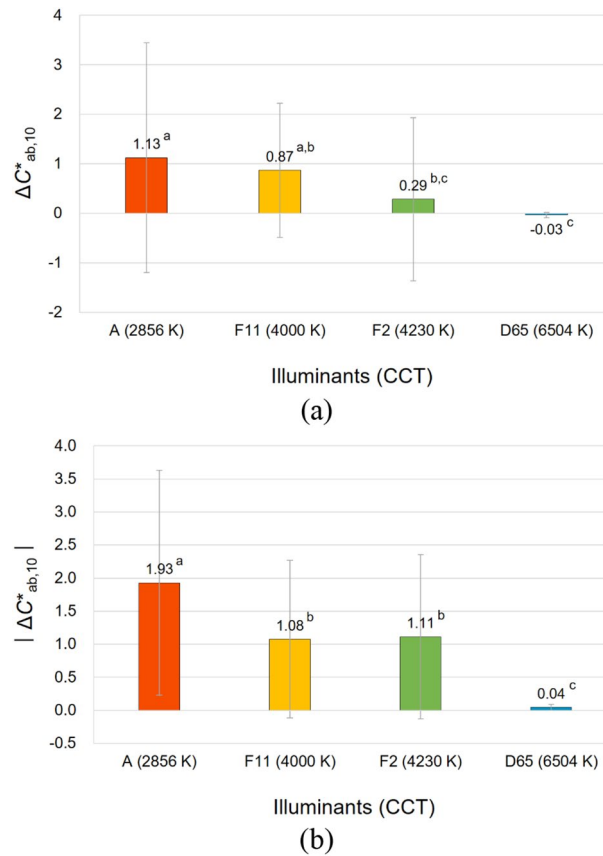 4
3
2
1
0
-1
-2
ΔC*ab,10
1.13 a
0.87 a,b
0.29 b,c
-0.03 c
A (2856 K) F11 (4000 K) F2 (4230 K) D65 (6504 K)
Illuminants (CCT)
(a)
4.0
3.5
3.0
2.5
2.0
1.5
1.0
0.5
0.0
-0.5
| ΔC*ab,10 |
1.93 a
1.08 b
1.11 b
0.04 c
A (2856 K) F11 (4000 K) F2 (4230 K) D65 (6504 K)
Illuminants (CCT)
(b)